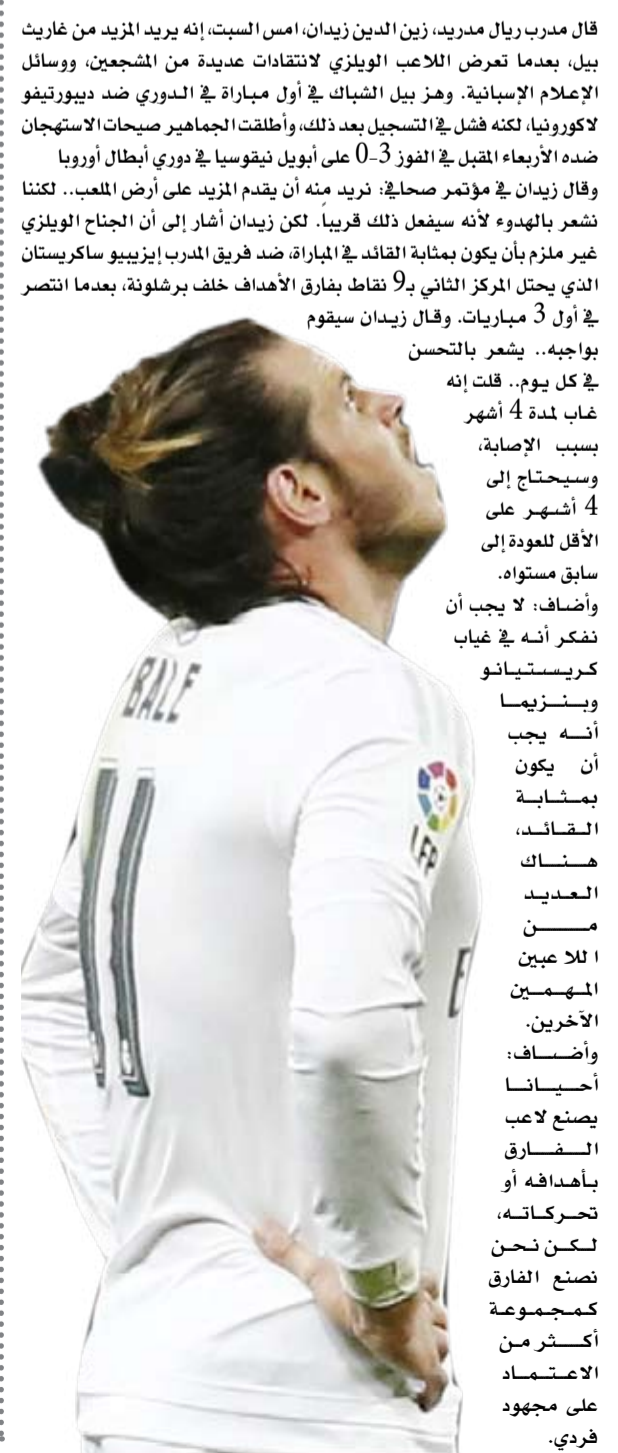 قال مدرب ريال مدريد، زين الدين زيدان، امس السبت، إنه يريد المزيد من غاريث
بيل، بعدما تعرض اللاعب الويلزي لانتقادات عديدة من المشجعين، ووسائل
الإعلام الإسبانية. وهز بيل الشباك في أول مباراة في الدوري ضد ديبورتيفو
لاكورونيا، لكنه فشل في التسجيل بعد ذلك، وأطلقت الجماهير صيحات الاستهجان
ضده الأربعاء المقبل في الفوز 3-0 على أبويل نيقوسيا في دوري أبطال أوروبا
وقال زيدان في مؤتمر صحافي: نريد منه أن يقدم المزيد على أرض الملعب.. لكننا
نشعر بالهدوء لأنه سيفعل ذلك قريباً. لكن زيدان أشار إلى أن الجناح الويلزي
غير ملزم بأن يكون بمثابة القائد في المباراة، ضد فريق المدرب إيزيبيو ساكريستان
الذي يحتل المركز الثاني بـ9 نقاط بفارق الأهداف خلف برشلونة، بعدما انتصر
في أول 3 مباريات. وقال زيدان سيقوم
بواجبه.. يشعر بالتحسن
في كل يوم.. قلت إنه
غاب لمدة 4 أشهر
بسبب الإصابة،
وسيحتاج إلى
4 أشهر على
الأقل للعودة إلى
سابق مستواه.
وأضاف: لا يجب أن
نفكر أنه في غياب
كريستيانو
وبنزيما
أنه يجب
أن يكون
بمثابة
القائد،
هناك
العديد
من
اللاعبين
المهمين
الآخرين.
وأضاف:
أحيانا
يصنع لاعب
الفارق
بأهدافه أو
تحركاته،
لكن نحن
نصنع الفارق
كمجموعة
أكثر من
الاعتماد
على مجهود
فردي.
BALE
11
LFP
E